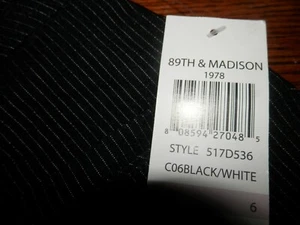 89TH & MADISON
1978
8 08594 27048 5
STYLE 517D536
C06BLACK/WHITE
6